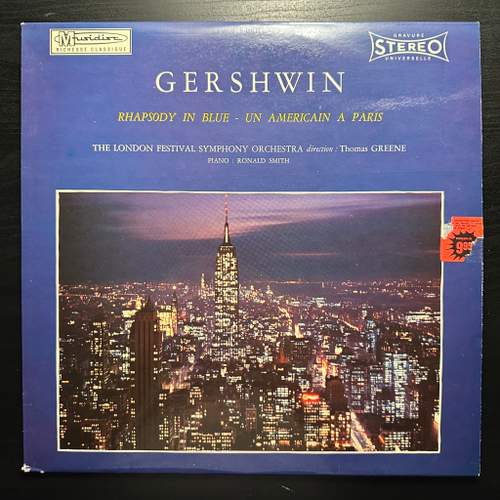 Musidisc
RICHESSE CLASSIQUE
GRAVURE
STEREO
UNIVERSELLE
GERSHWIN
RHAPSODY IN BLUE - UN AMERICAIN A PARIS
THE LONDON FESTIVAL SYMPHONY ORCHESTRA direction : Thomas GREENE
PIANO : RONALD SMITH